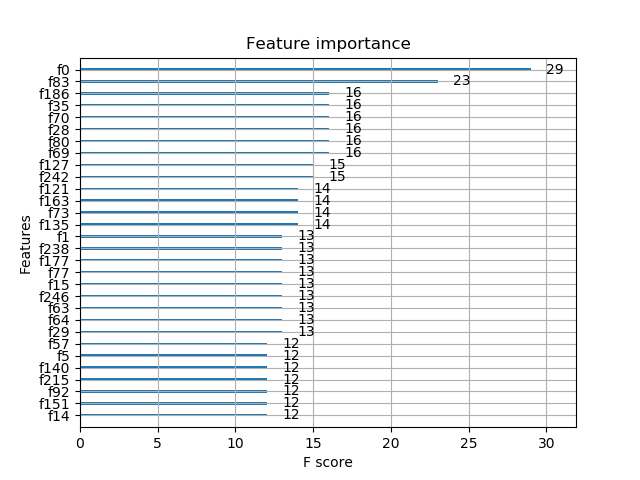 Feature importance
f0 29
f83 23
f186 16
f35 16
f70 16
f28 16
f80 16
f69 16
f127 15
f242 15
f121 14
f163 14
f73 14
f135 14
f1 13
f238 13
f177 13
f77 13
f15 13
f246 13
f63 13
f64 13
f29 13
f57 12
f5 12
f140 12
f215 12
f92 12
f151 12
f14 12
Features
0 5 10 15 20 25 30
F score